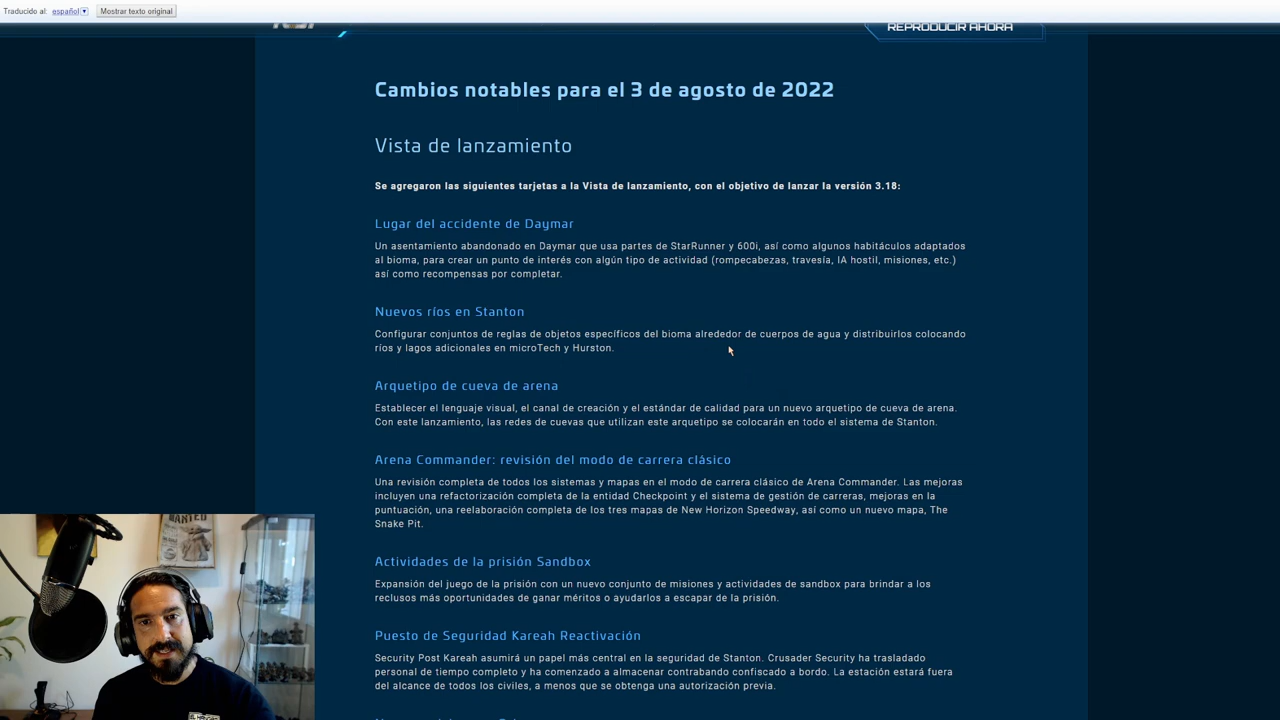 Traducido al: español Mostrar texto original
REPRODUCIR AHORA
Cambios notables para el 3 de agosto de 2022
Vista de lanzamiento
Se agregaron las siguientes tarjetas a la Vista de lanzamiento, con el objetivo de lanzar la versión 3.18:
Lugar del accidente de Daymar
Un asentamiento abandonado en Daymar que usa partes de StarRunner y 600i, así como algunos habitáculos adaptados
al bioma, para crear un punto de interés con algún tipo de actividad (rompecabezas, travesía, IA hostil, misiones, etc.)
así como recompensas por completar.
Nuevos ríos en Stanton
Configurar conjuntos de reglas de objetos específicos del bioma alrededor de cuerpos de agua y distribuirlos colocando
ríos y lagos adicionales en microTech y Hurston.
Arquetipo de cueva de arena
Establecer el lenguaje visual, el canal de creación y el estándar de calidad para un nuevo arquetipo de cueva de arena.
Con este lanzamiento, las redes de cuevas que utilizan este arquetipo se colocarán en todo el sistema de Stanton.
Arena Commander: revisión del modo de carrera clásico
Una revisión completa de todos los sistemas y mapas en el modo de carrera clásico de Arena Commander. Las mejoras
incluyen una refactorización completa de la entidad Checkpoint y el sistema de gestión de carreras, mejoras en la
puntuación, una reelaboración completa de los tres mapas de New Horizon Speedway, así como un nuevo mapa, The
Snake Pit.
Actividades de la prisión Sandbox
Expansión del juego de la prisión con un nuevo conjunto de misiones y actividades de sandbox para brindar a los
reclusos más oportunidades de ganar méritos o ayudarlos a escapar de la prisión.
Puesto de Seguridad Kareah Reactivación
Security Post Kareah asumirá un papel más central en la seguridad de Stanton. Crusader Security ha trasladado
personal de tiempo completo y ha comenzado a almacenar contrabando confiscado a bordo. La estación estará fuera
del alcance de todos los civiles, a menos que se obtenga una autorización previa.
WANTED